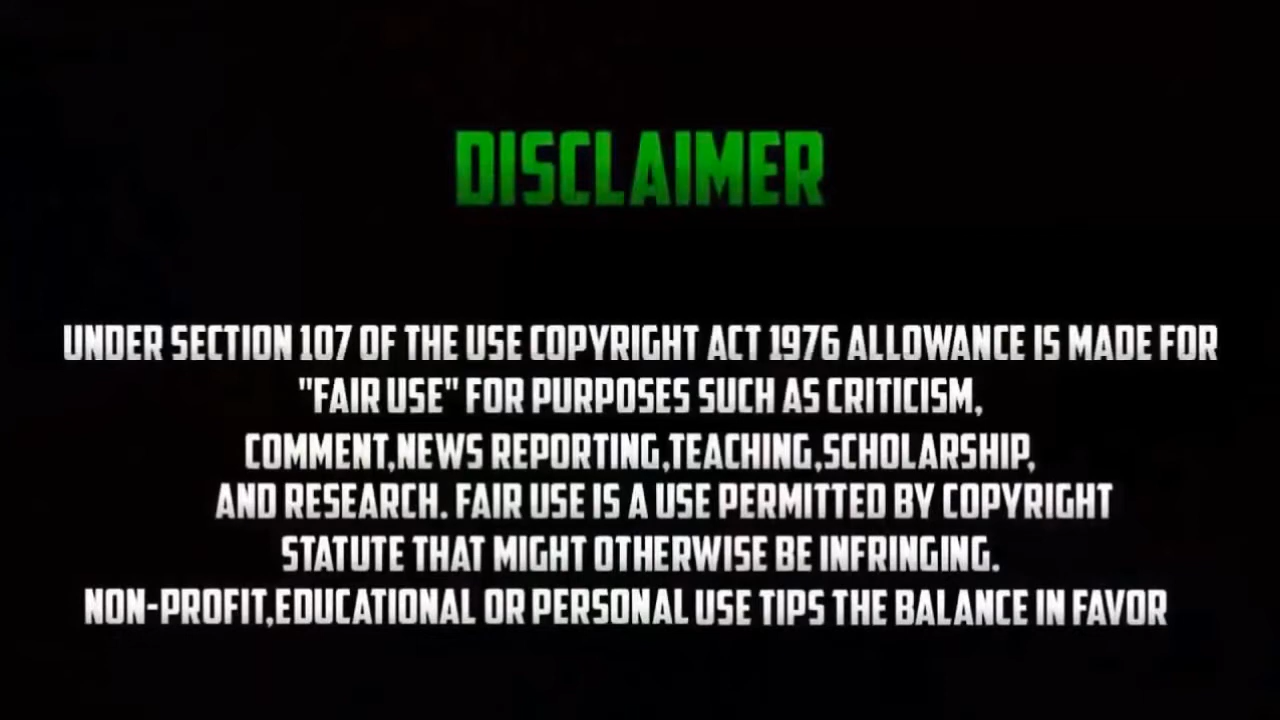 DISCLAIMER
UNDER SECTION 107 OF THE USE COPYRIGHT ACT 1976 ALLOWANCE IS MADE FOR
"FAIR USE" FOR PURPOSES SUCH AS CRITICISM,
COMMENT,NEWS REPORTING,TEACHING,SCHOLARSHIP,
AND RESEARCH. FAIR USE IS A USE PERMITTED BY COPYRIGHT
STATUTE THAT MIGHT OTHERWISE BE INFRINGING.
NON-PROFIT,EDUCATIONAL OR PERSONAL USE TIPS THE BALANCE IN FAVOR